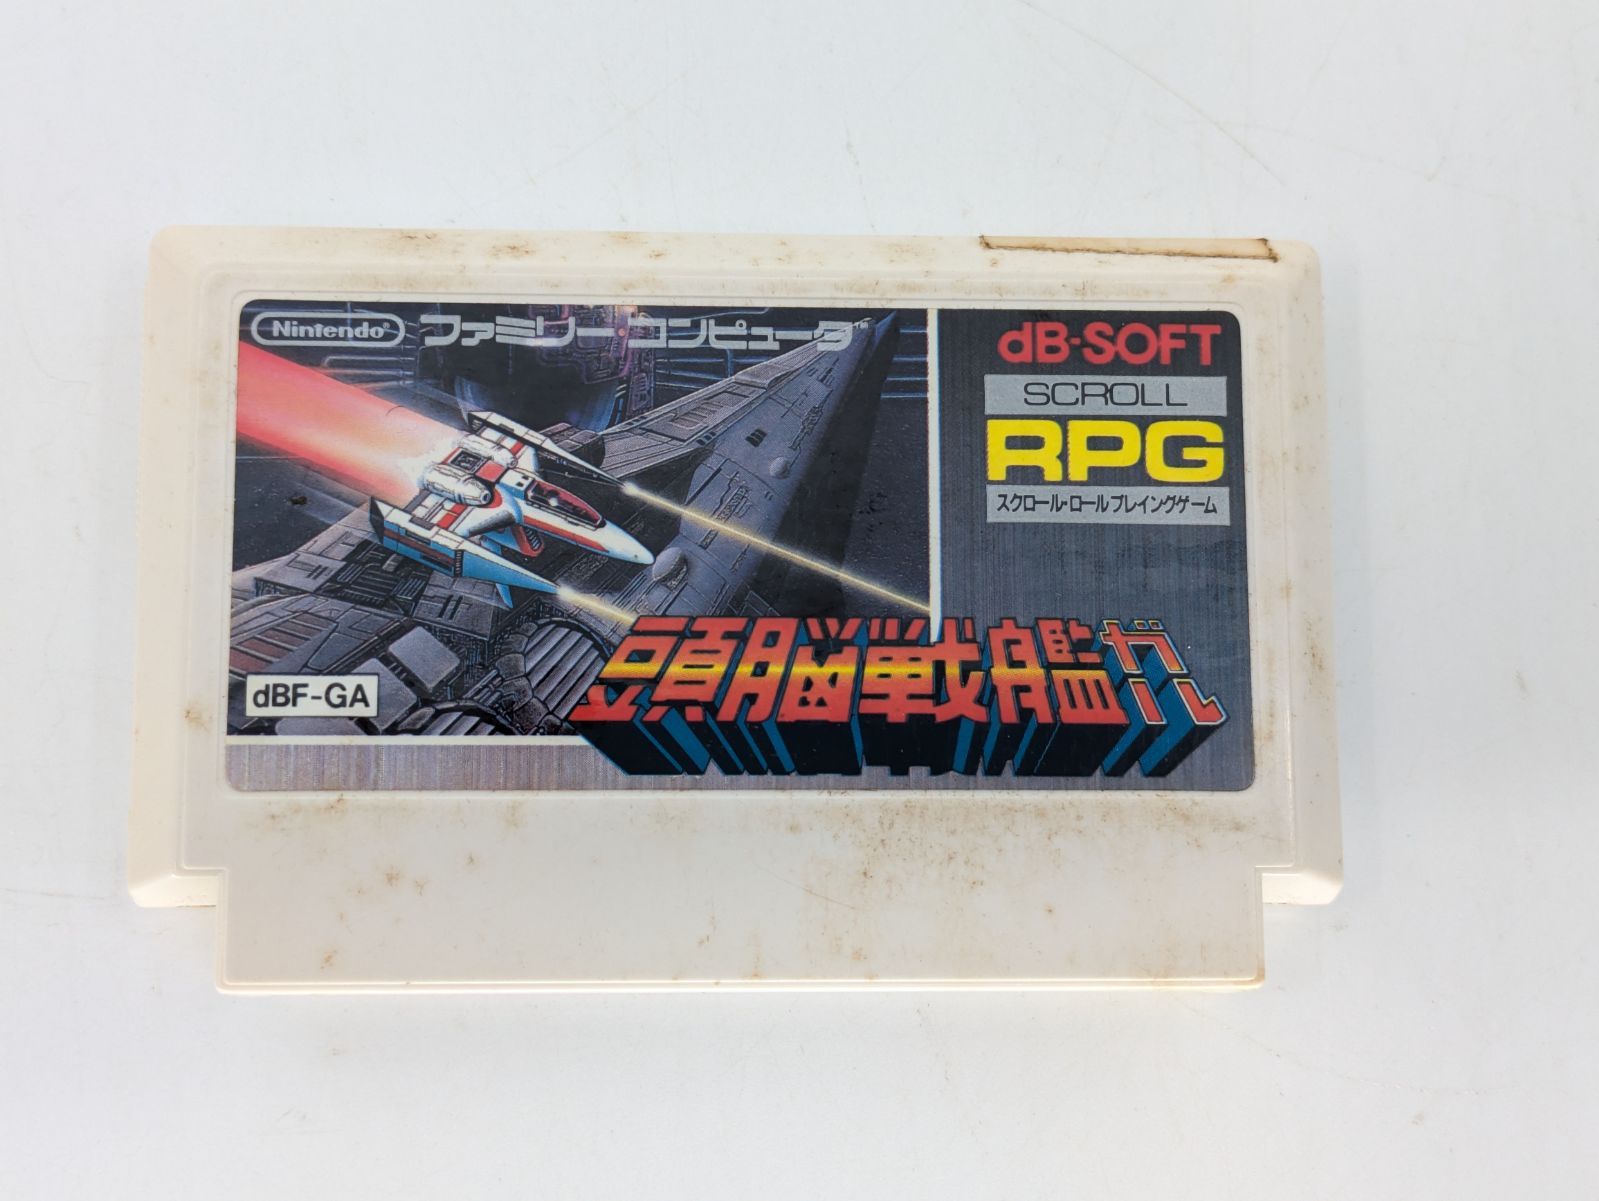 Nintendo® ファミリーコンピュータ™
dB-SOFT
SCROLL
RPG
スクロール・ロールプレイングゲーム
頭脳戦艦ガル
dBF-GA